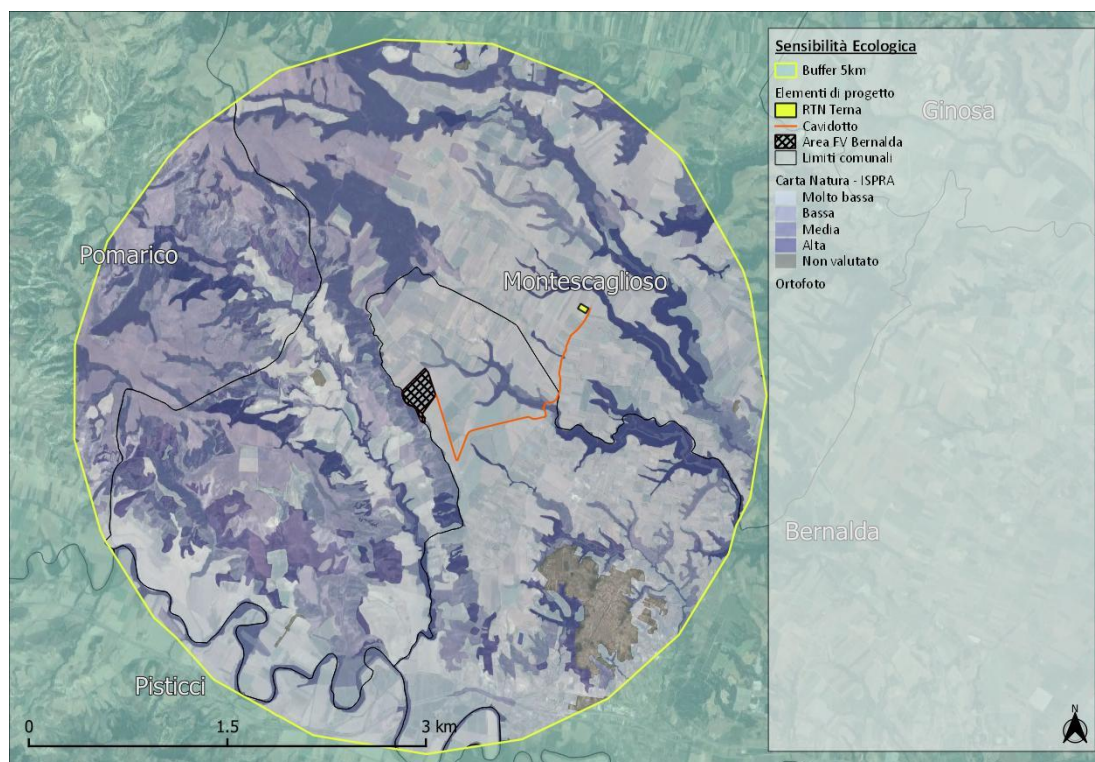 Sensibilità Ecologica
Buffer 5km
Elementi di progetto
RTN Terna
Cavidotto
Area FV Bernalda
Limiti comunali
Carta Natura - ISPRA
Molto bassa
Bassa
Media
Alta
Non valutato
Ortofoto
Ginosa
Pomarico
Montescaglioso
Bernalda
Pisticci
0
1.5
3 km
N